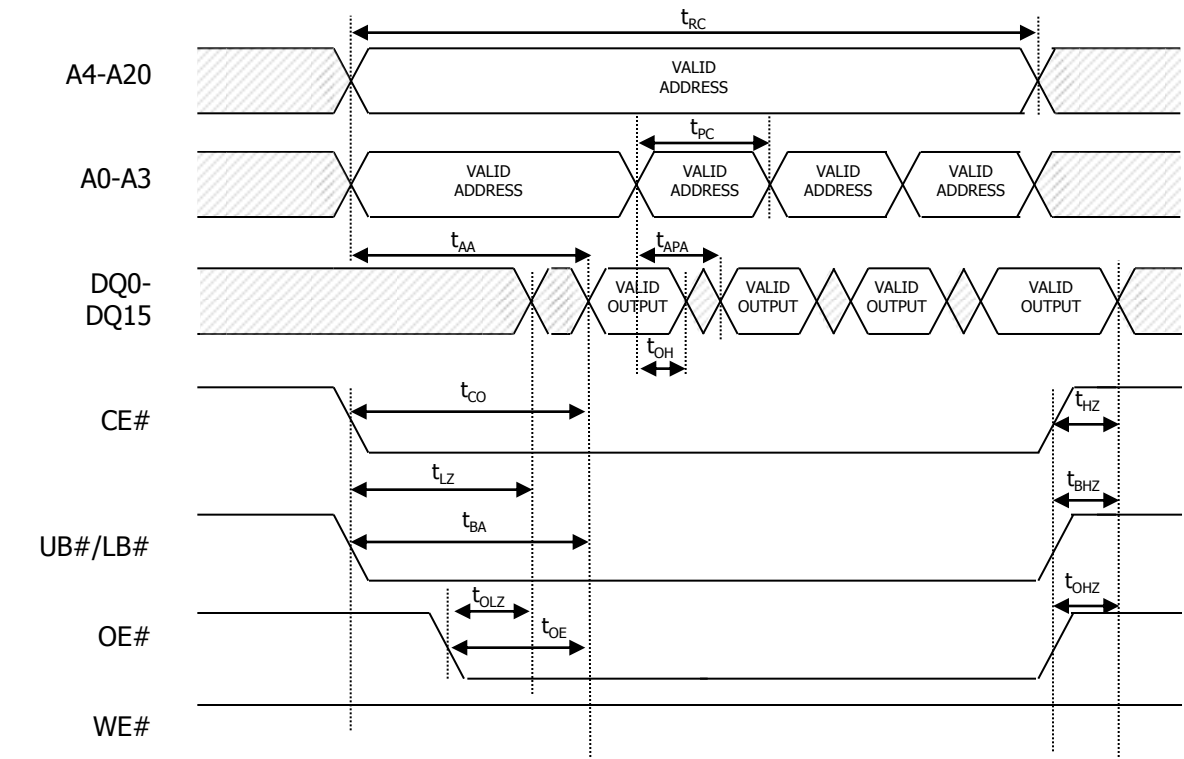 tRC
A4-A20
VALID
ADDRESS
tPC
A0-A3
VALID
ADDRESS
VALID
ADDRESS
VALID
ADDRESS
VALID
ADDRESS
tAA
tAPA
DQ0-
DQ15
VALID
OUTPUT
VALID
OUTPUT
VALID
OUTPUT
VALID
OUTPUT
tOH
tCO
tHZ
CE#
tLZ
tBHZ
tBA
UB#/LB#
tOLZ
tOHZ
tOE
OE#
WE#